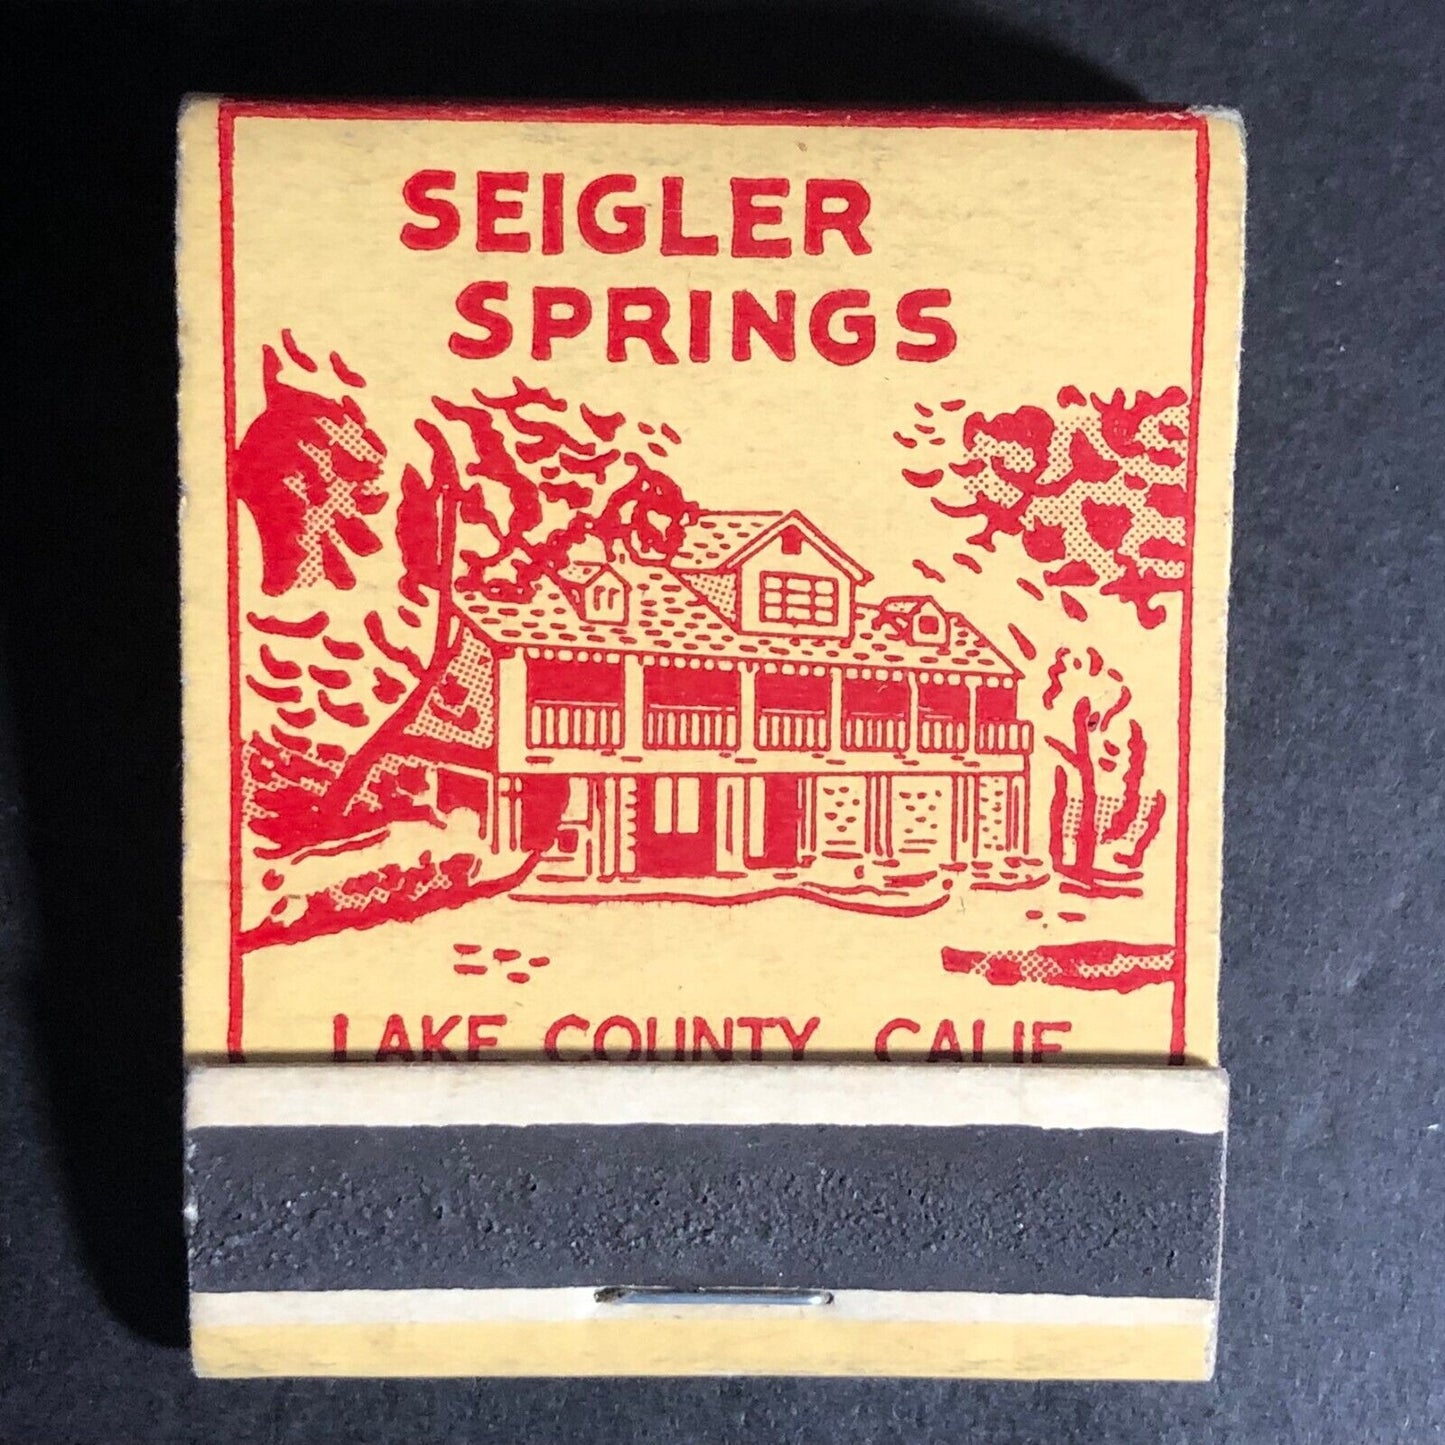 SEIGLER
SPRINGS
LAKE COUNTY, CALIF.